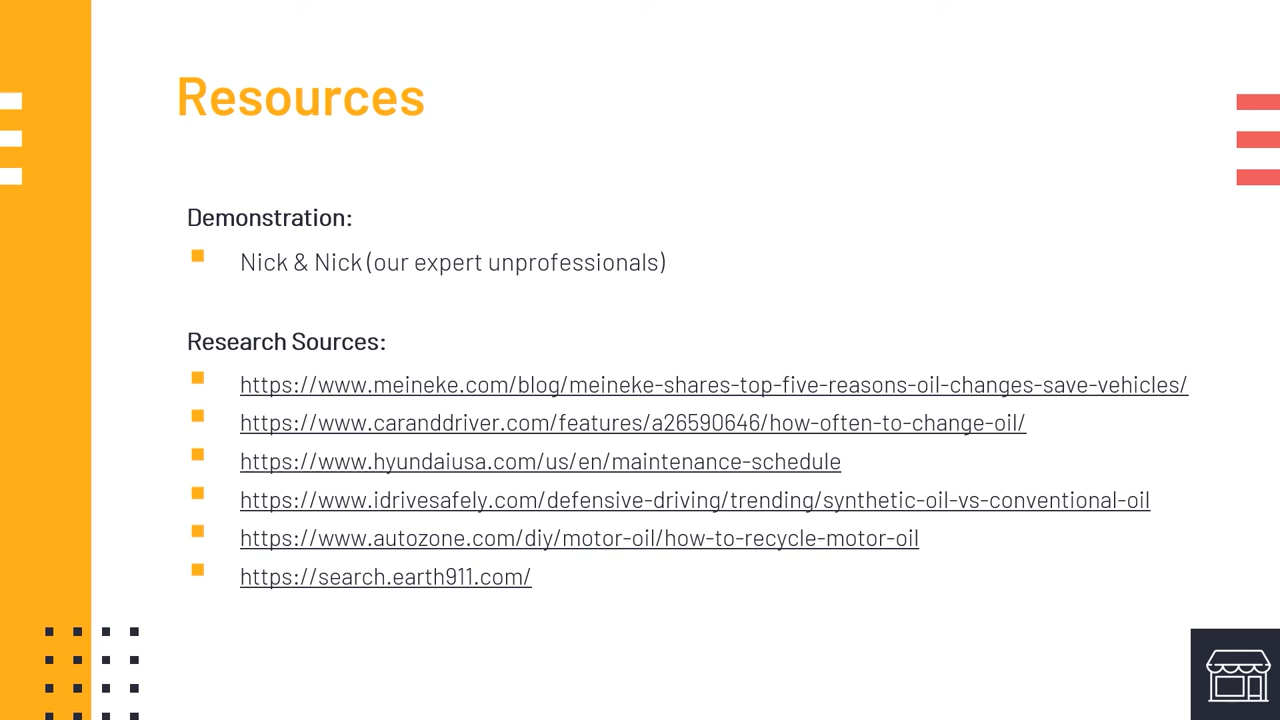 Resources
Demonstration:
Nick & Nick (our expert unprofessionals)
Research Sources:
https://www.meineke.com/blog/meineke-shares-top-five-reasons-oil-changes-save-vehicles/
https://www.caranddriver.com/features/a26590646/how-often-to-change-oil/
https://www.hyundaiusa.com/us/en/maintenance-schedule
https://www.idrivesafely.com/defensive-driving/trending/synthetic-oil-vs-conventional-oil
https://www.autozone.com/diy/motor-oil/how-to-recycle-motor-oil
https://search.earth911.com/